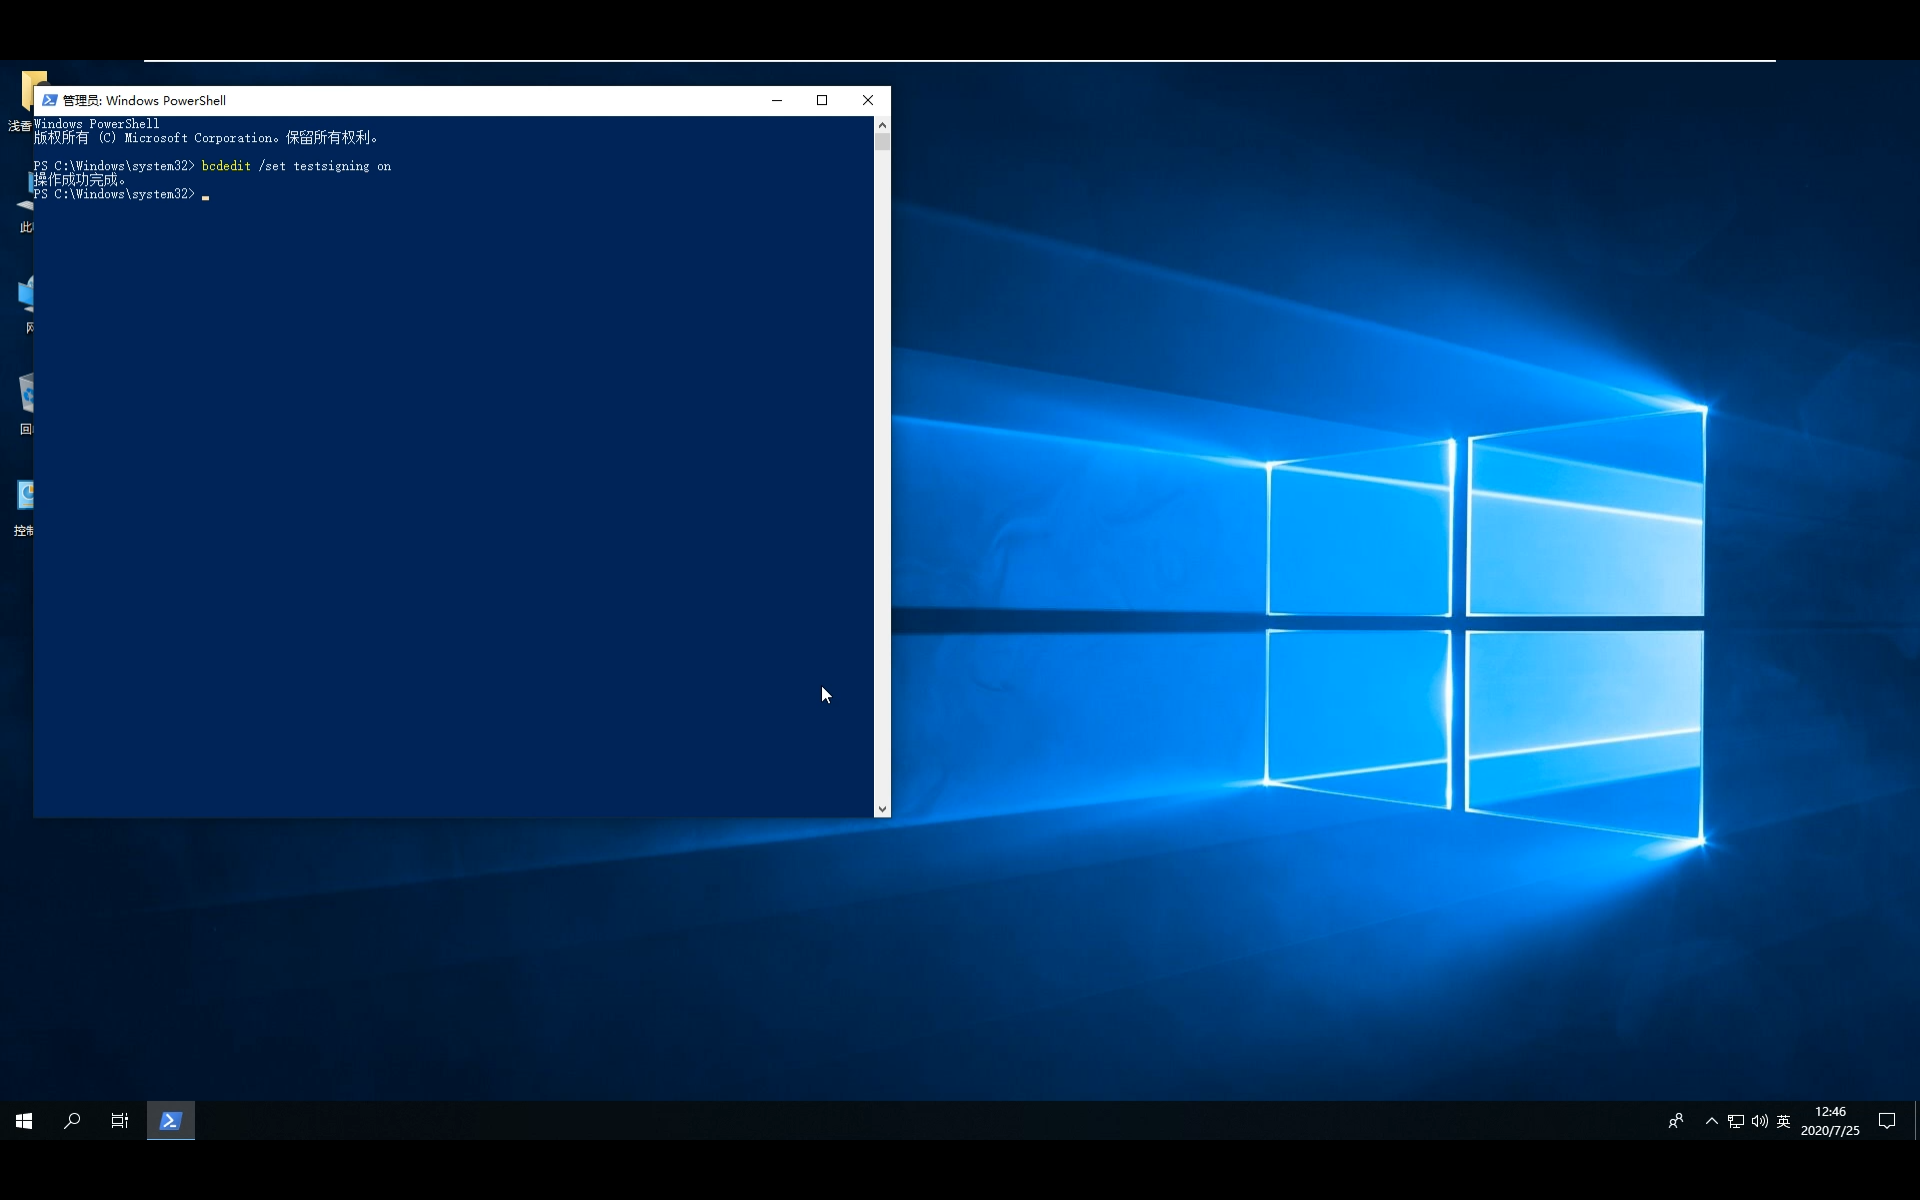 管理员: Windows PowerShell
Windows PowerShell
版权所有 (C) Microsoft Corporation。保留所有权利。
PS C:\Windows\system32> bcdedit /set testsigning on
操作成功完成。
PS C:\Windows\system32>
浅香
此
网
回
控制
英
12:46
2020/7/25